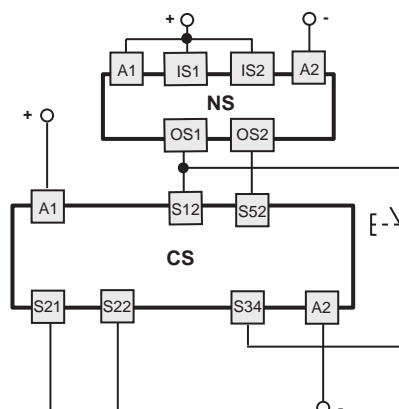 + -
A1 IS1 IS2 A2
NS
+
OS1 OS2
A1 S12 S52
CS
S21 S22 S34 A2
-